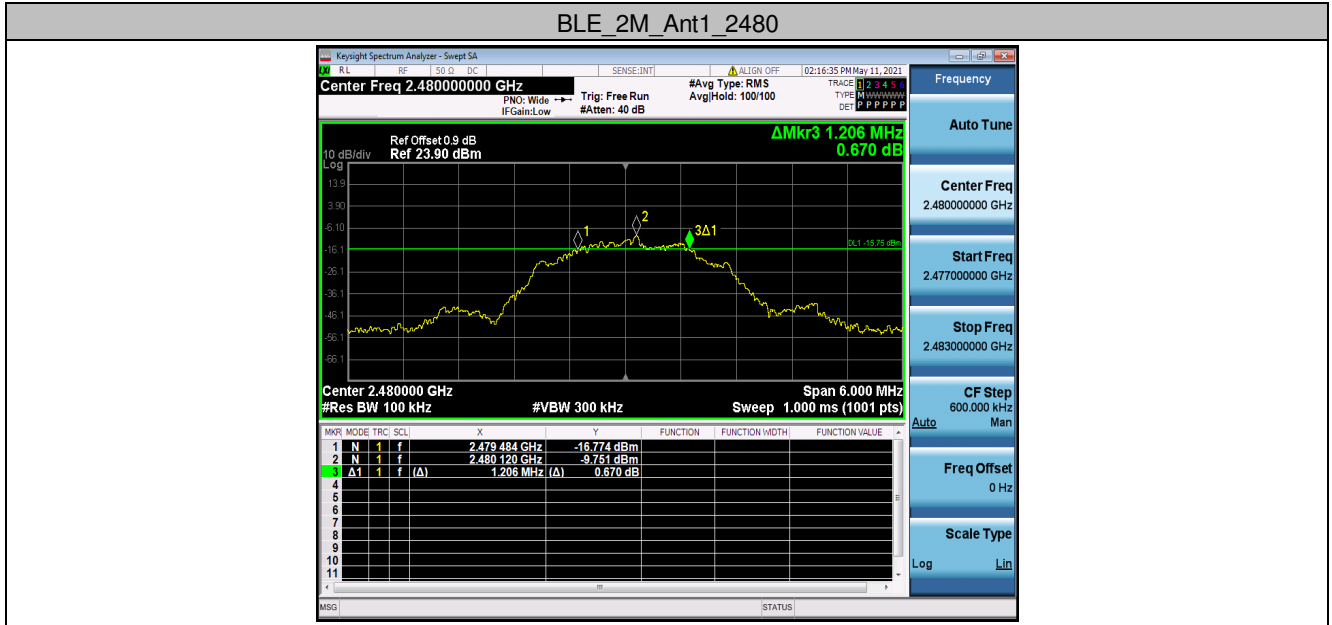 BLE_2M_Ant1_2480
Keysight Spectrum Analyzer - Swept SA
RL RF 50 Ω DC SENSE:INT ALIGN OFF 02:16:35 PM May 11, 2021
Center Freq 2.480000000 GHz
PNO: Wide
IFGain:Low
Trig: Free Run
#Atten: 40 dB
#Avg Type: RMS
Avg|Hold: 100/100
TRACE 1 2 3 4 5 6
TYPE M W W W W W
DET P P P P P P
Frequency
Auto Tune
Ref Offset 0.9 dB
10 dB/div Ref 23.90 dBm
Log
ΔMkr3 1.206 MHz
0.670 dB
13.9
3.90
-6.10
-16.1
-26.1
-36.1
-46.1
-56.1
-66.1
1
2
3Δ1
DL1 -15.75 dBm
Center 2.480000 GHz Span 6.000 MHz
#Res BW 100 kHz #VBW 300 kHz Sweep 1.000 ms (1001 pts)
Center Freq
2.480000000 GHz
Start Freq
2.477000000 GHz
Stop Freq
2.483000000 GHz
CF Step
600.000 kHz
Auto Man
Freq Offset
0 Hz
Scale Type
Log Lin
MKR MODE TRC SCL X Y FUNCTION FUNCTION WIDTH FUNCTION VALUE
1 N 1 f 2.479 484 GHz -16.774 dBm
2 N 1 f 2.480 120 GHz -9.751 dBm
3 Δ1 1 f (Δ) 1.206 MHz (Δ) 0.670 dB
4
5
6
7
8
9
10
11
MSG STATUS